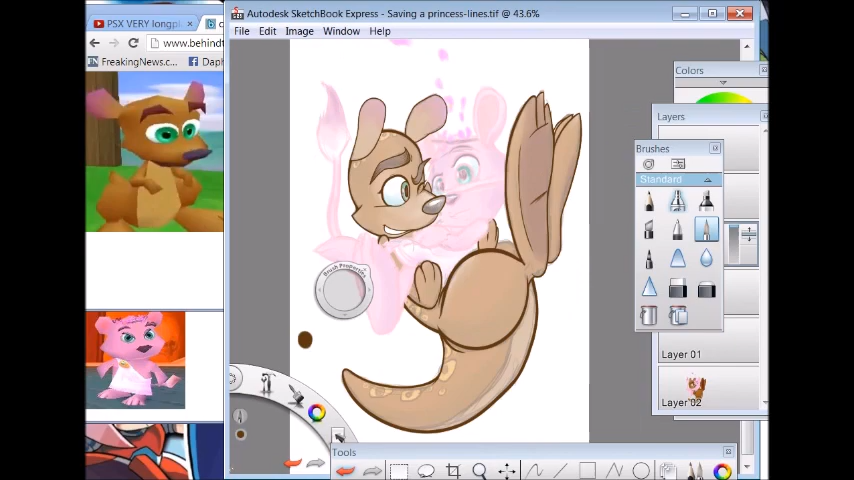 PSX VERY longpl
Autodesk SketchBook Express - Saving a princess-lines.tif @ 43.6%
File Edit Image Window Help
www.behindt
FreakingNews.c... Daph
Colors
Layers
Brushes
Standard
Brush Properties
Layer 01
Layer 02
Tools